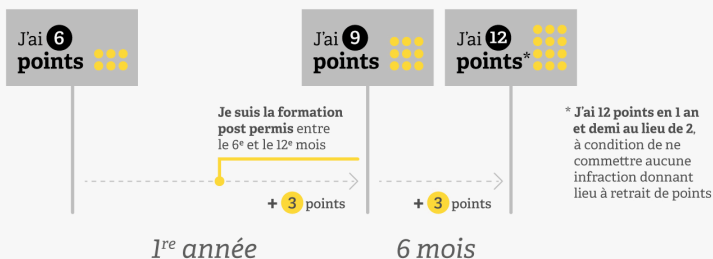 J'ai 6
points
J'ai 9
points
J'ai 12
points*
Je suis la formation
post permis entre
le 6e et le 12e mois
* J'ai 12 points en 1 an
et demi au lieu de 2,
à condition de ne
commettre aucune
infraction donnant
lieu à retrait de points
+ 3 points
+ 3 points
1re année
6 mois